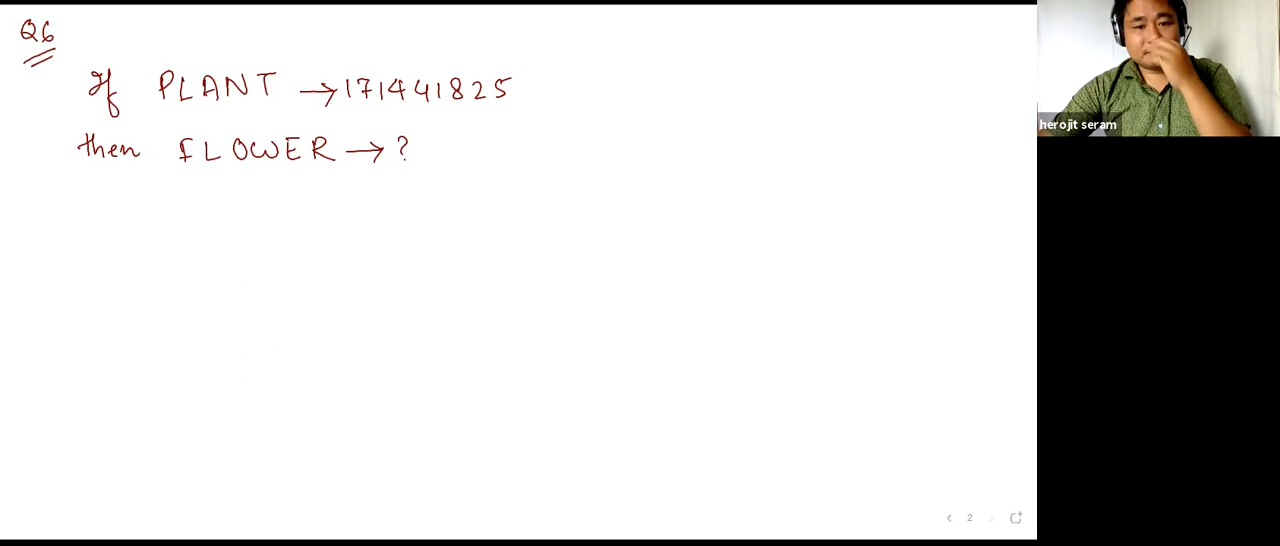 Q6
If PLANT → 171441825
then FLOWER → ?
herojit seram
2